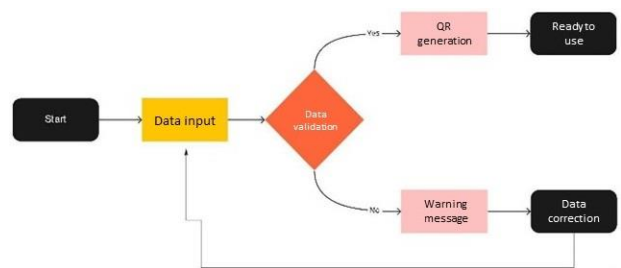 Yes
QR
generation
Ready to
use
Start
Data input
Data
validation
No
Warning
message
Data
correction